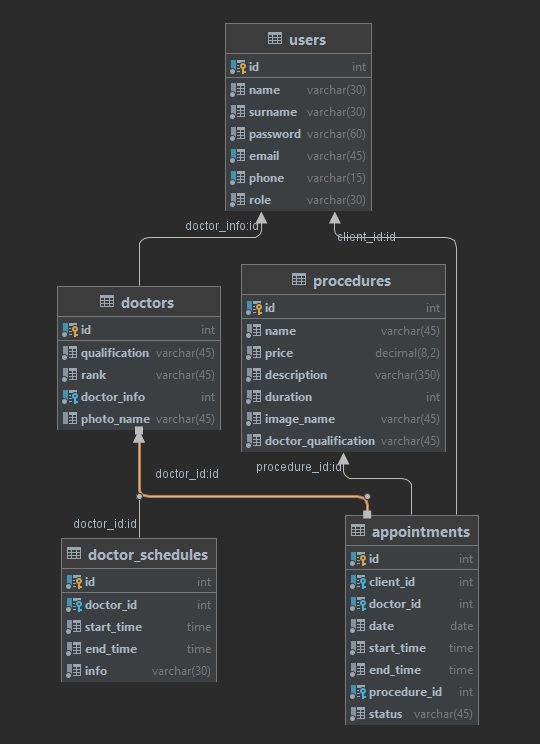 users
id int
name varchar(30)
surname varchar(30)
password varchar(60)
email varchar(45)
phone varchar(15)
role varchar(30)
doctor_info:id
client_id:id
doctors
id int
qualification varchar(45)
rank varchar(45)
doctor_info int
photo_name varchar(45)
procedures
id int
name varchar(45)
price decimal(8,2)
description varchar(350)
duration int
image_name varchar(45)
doctor_qualification varchar(45)
doctor_id:id
procedure_id:id
doctor_id:id
doctor_schedules
id int
doctor_id int
start_time time
end_time time
info varchar(30)
appointments
id int
client_id int
doctor_id int
date date
start_time time
end_time time
procedure_id int
status varchar(45)